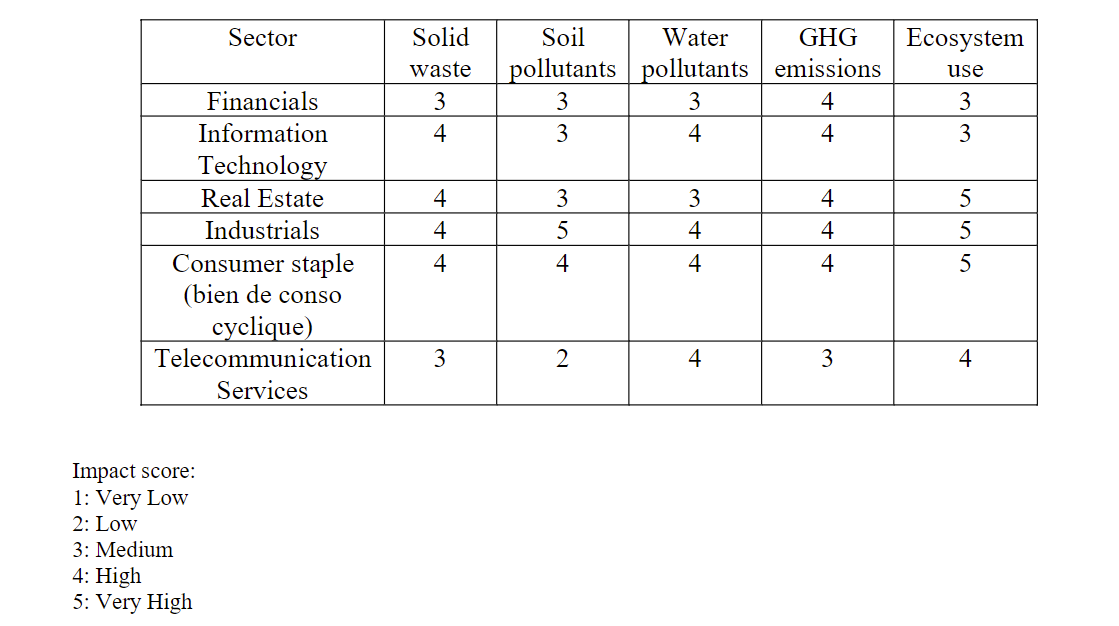 Sector Solid waste Soil pollutants Water pollutants GHG emissions Ecosystem use
Financials 3 3 3 4 3
Information Technology 4 3 4 4 3
Real Estate 4 3 3 4 5
Industrials 4 5 4 4 5
Consumer staple (bien de conso cyclique) 4 4 4 4 5
Telecommunication Services 3 2 4 3 4
Impact score:
1: Very Low
2: Low
3: Medium
4: High
5: Very High